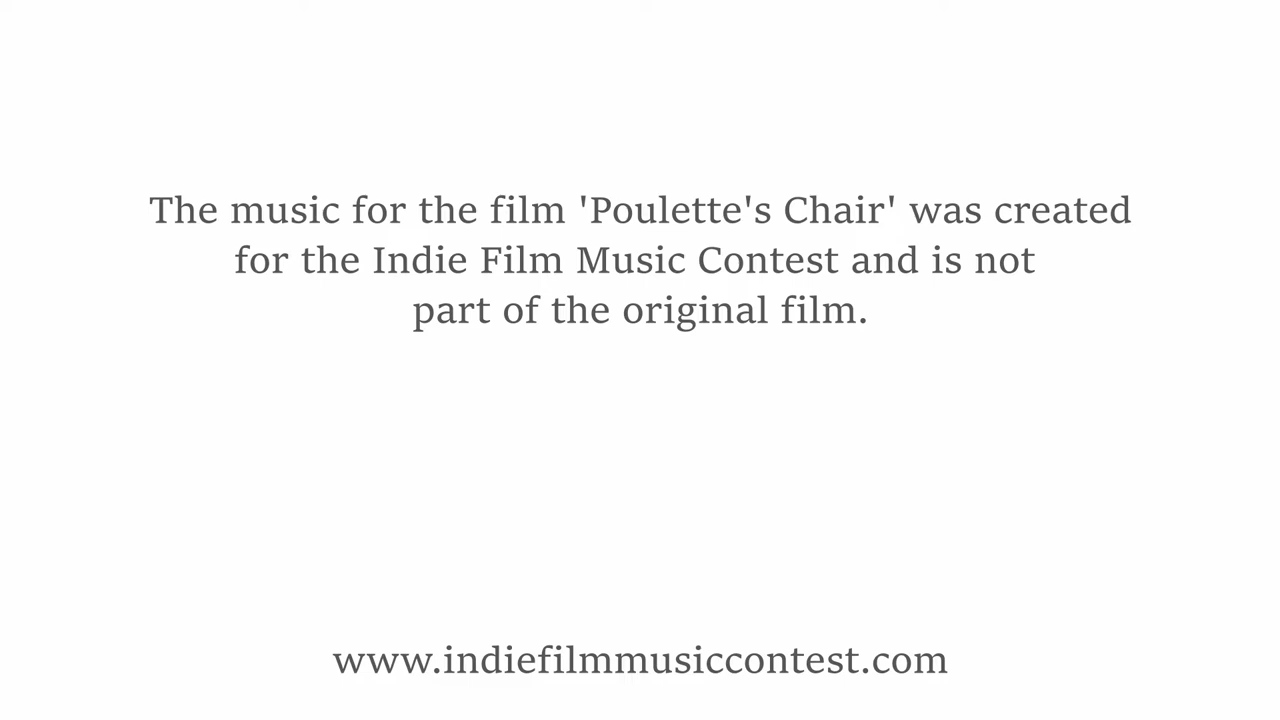 The music for the film 'Poulette's Chair' was created
for the Indie Film Music Contest and is not
part of the original film.
www.indiefilmmusiccontest.com